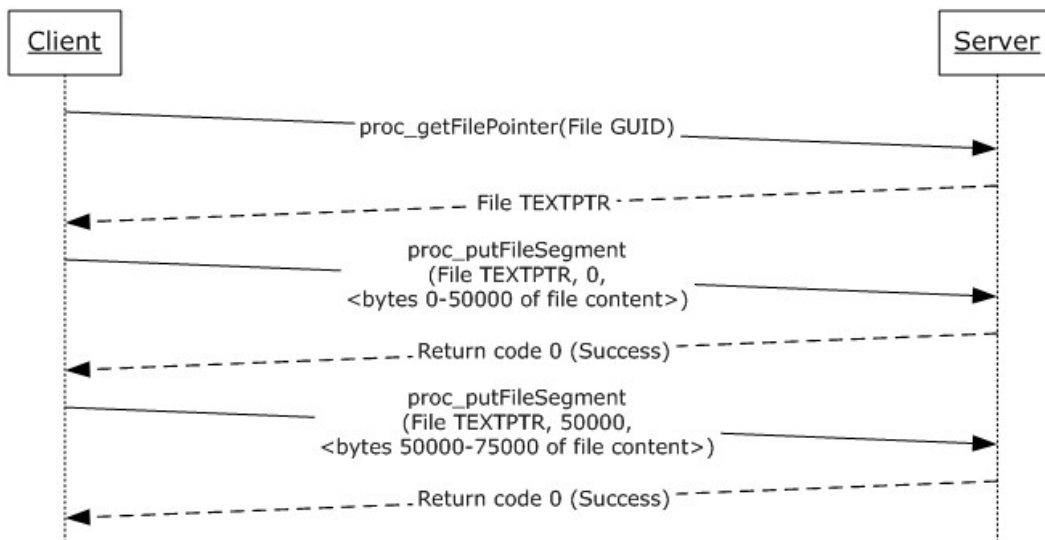 Client
Server
proc_getFilePointer(File GUID)
File TEXTPTR
proc_putFileSegment
(File TEXTPTR, 0,
<bytes 0-50000 of file content>)
Return code 0 (Success)
proc_putFileSegment
(File TEXTPTR, 50000,
<bytes 50000-75000 of file content>)
Return code 0 (Success)